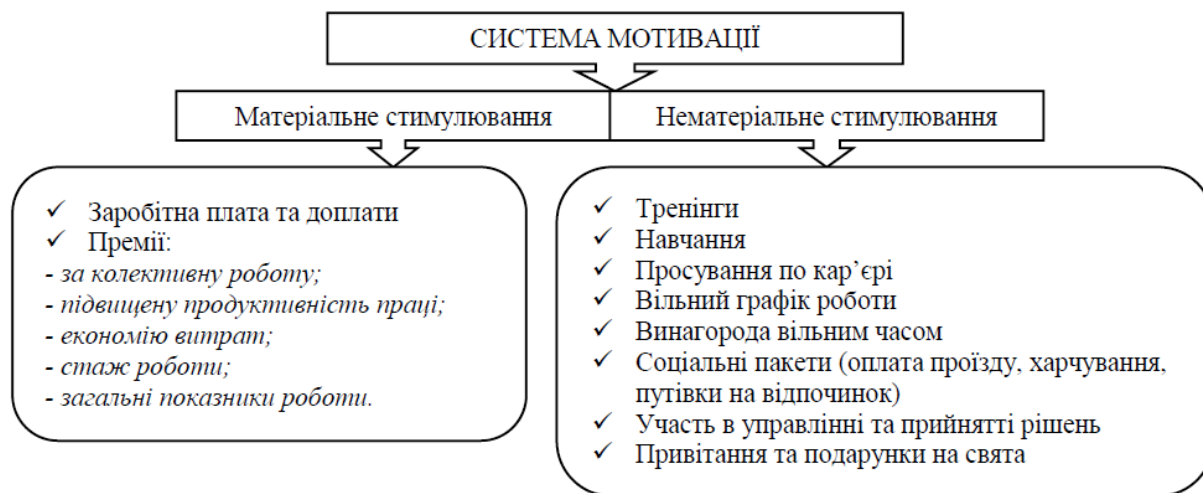 СИСТЕМА МОТИВАЦІЇ
Матеріальне стимулювання
Нематеріальне стимулювання
✓ Заробітна плата та доплати
✓ Премії:
- за колективну роботу;
- підвищену продуктивність праці;
- економію витрат;
- стаж роботи;
- загальні показники роботи.
✓ Тренінги
✓ Навчання
✓ Просування по кар’єрі
✓ Вільний графік роботи
✓ Винагорода вільним часом
✓ Соціальні пакети (оплата проїзду, харчування,
путівки на відпочинок)
✓ Участь в управлінні та прийнятті рішень
✓ Привітання та подарунки на свята